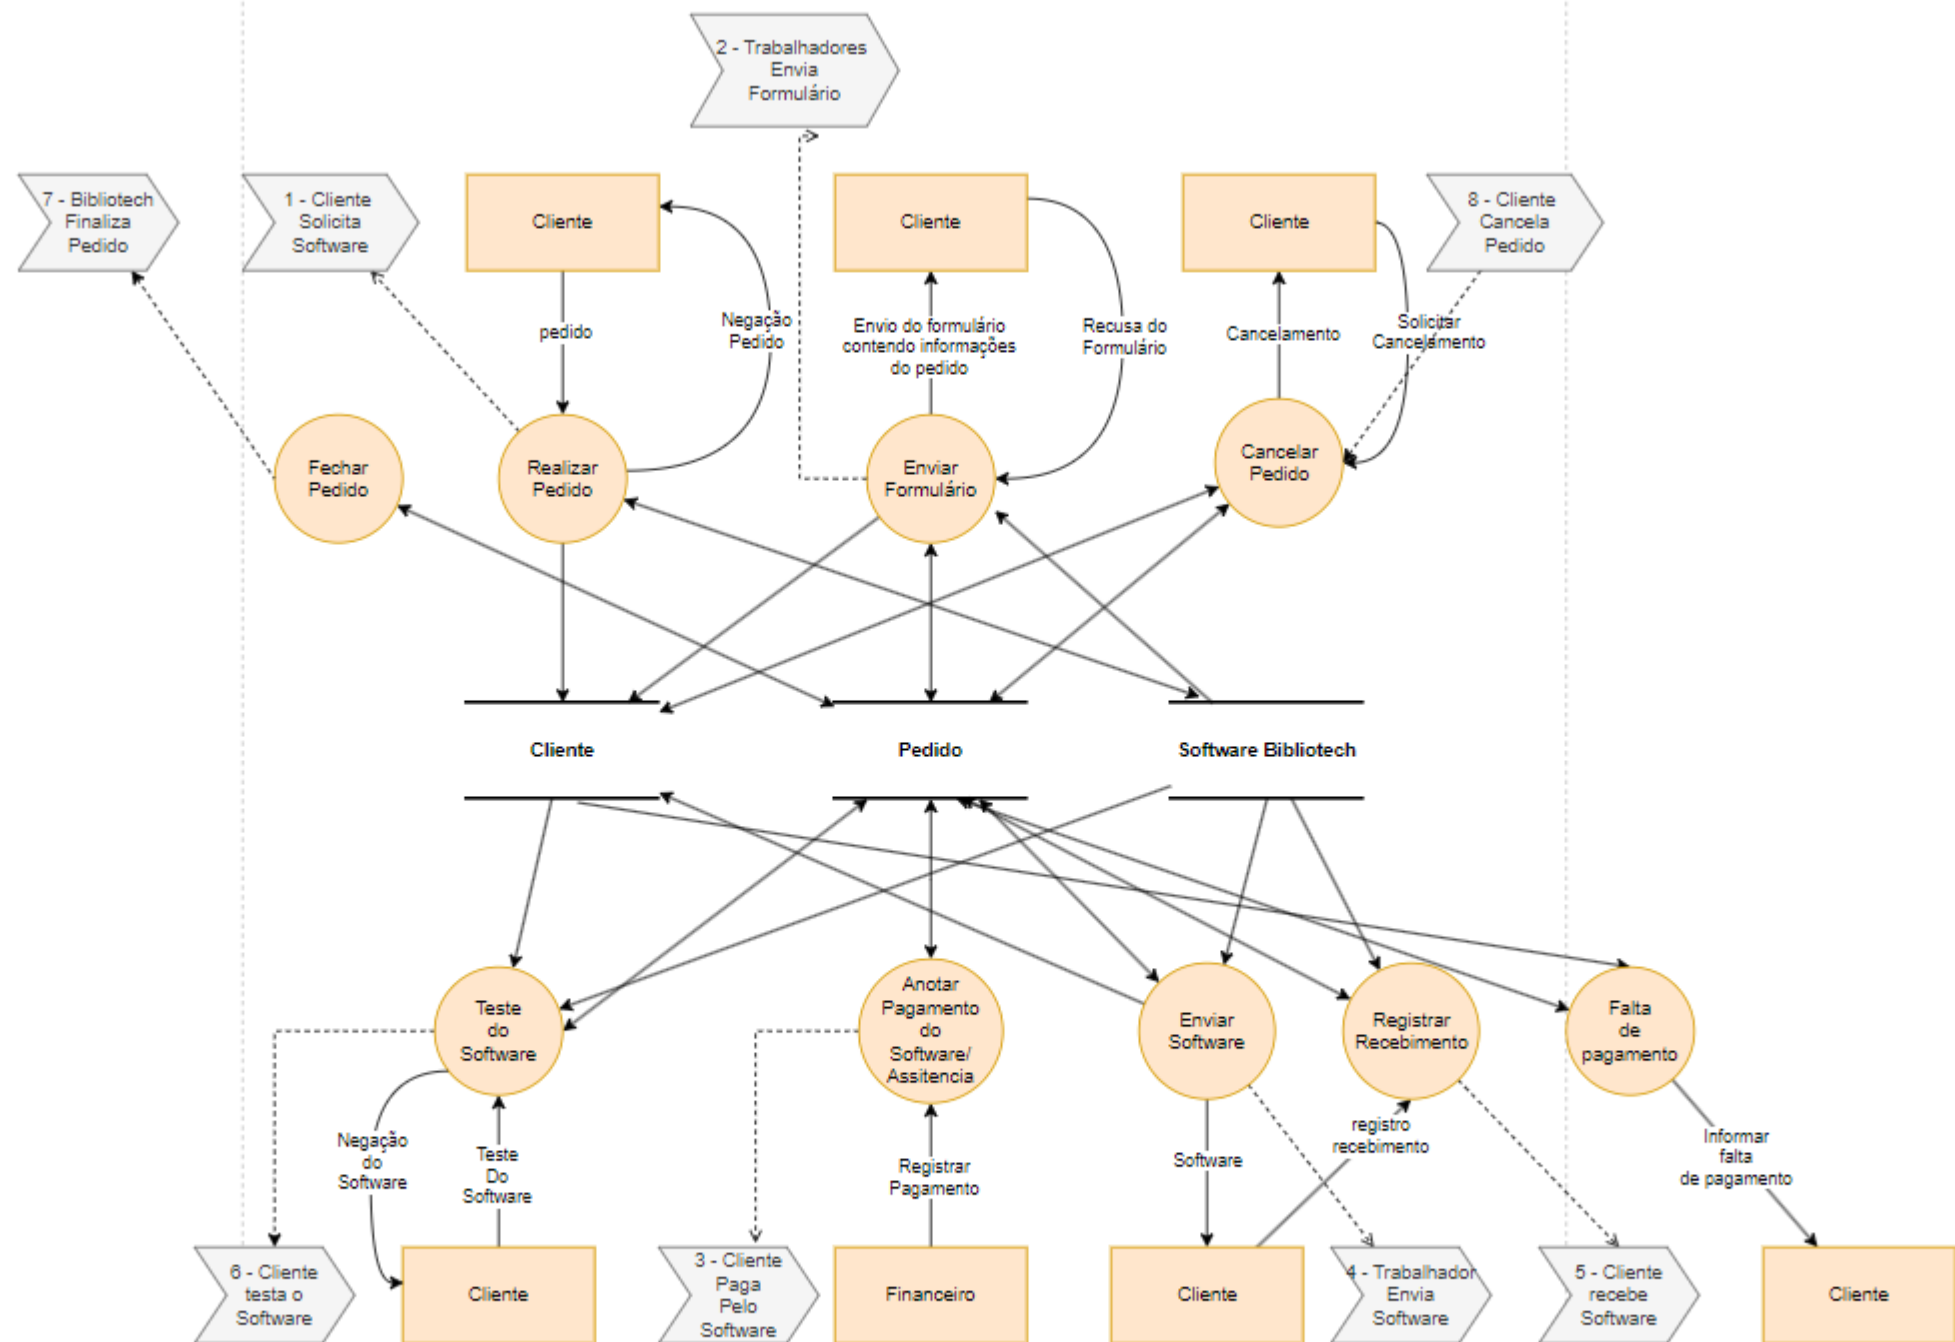 2 - Trabalhadores
Envia
Formulário
7 - Bibliotech
Finaliza
Pedido
1 - Cliente
Solicita
Software
Cliente
Cliente
Cliente
8 - Cliente
Cancela
Pedido
pedido
Negação
Pedido
Envio do formulário
contendo informações
do pedido
Recusa do
Formulário
Cancelamento
Solicitar
Cancelamento
Fechar
Pedido
Realizar
Pedido
Enviar
Formulário
Cancelar
Pedido
Cliente
Pedido
Software Bibliotech
Teste
do
Software
Anotar
Pagamento
do
Software/
Assitencia
Enviar
Software
Registrar
Recebimento
Falta
de
pagamento
Negação
do
Software
Teste
Do
Software
Registrar
Pagamento
Software
registro
recebimento
Informar
falta
de pagamento
6 - Cliente
testa o
Software
Cliente
3 - Cliente
Paga
Pelo
Software
Financeiro
Cliente
4 - Trabalhador
Envia
Software
5 - Cliente
recebe
Software
Cliente